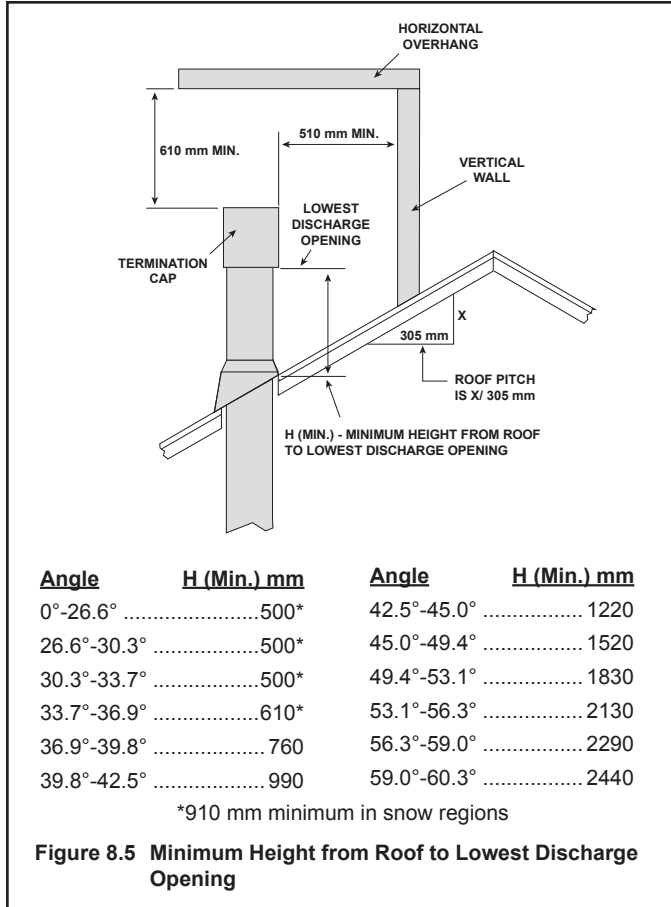 HORIZONTAL
OVERHANG
610 mm MIN.
510 mm MIN.
VERTICAL
WALL
LOWEST
DISCHARGE
OPENING
TERMINATION
CAP
X
305 mm
ROOF PITCH
IS X/ 305 mm
H (MIN.) - MINIMUM HEIGHT FROM ROOF
TO LOWEST DISCHARGE OPENING
Angle H (Min.) mm
0°-26.6° ........................500*
26.6°-30.3° ...................500*
30.3°-33.7° ...................500*
33.7°-36.9° ...................610*
36.9°-39.8° ....................760
39.8°-42.5° ....................990
Angle H (Min.) mm
42.5°-45.0° ..................1220
45.0°-49.4° ..................1520
49.4°-53.1° ..................1830
53.1°-56.3° ..................2130
56.3°-59.0° ..................2290
59.0°-60.3° ..................2440
*910 mm minimum in snow regions
Figure 8.5 Minimum Height from Roof to Lowest Discharge
Opening